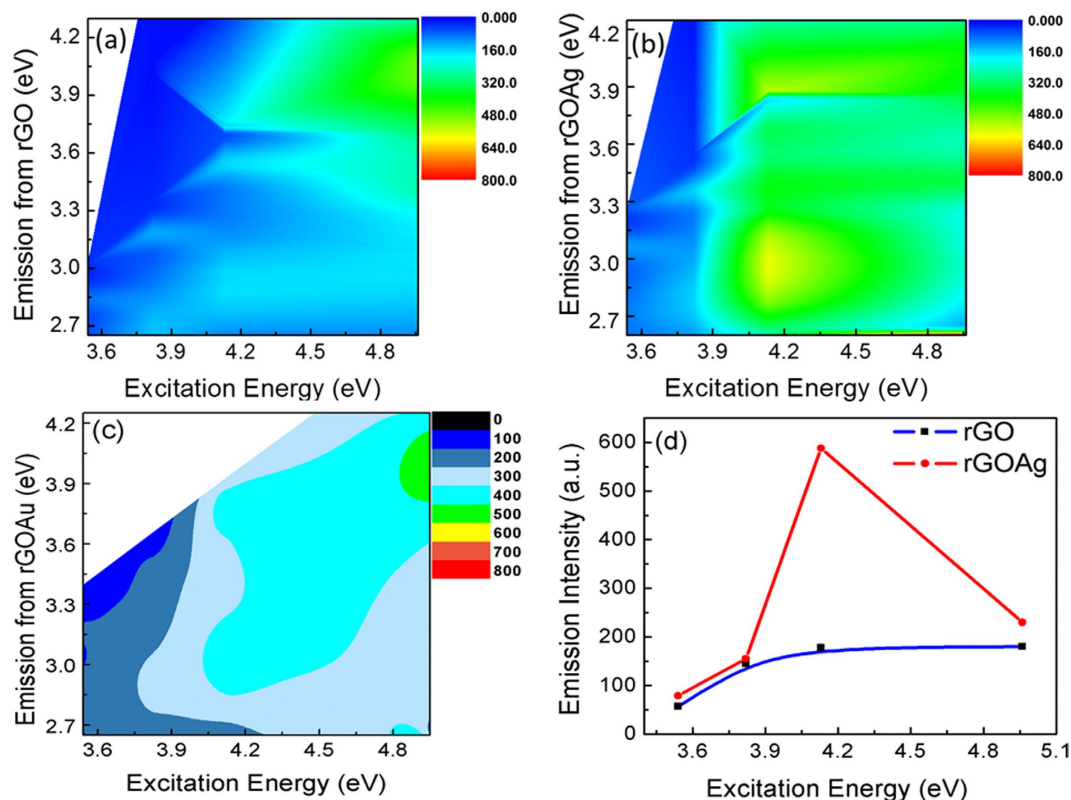 (a)
Emission from rGO (eV)
4.2
3.9
3.6
3.3
3.0
2.7
3.6 3.9 4.2 4.5 4.8
Excitation Energy (eV)
0.000
160.0
320.0
480.0
640.0
800.0
(b)
Emission from rGOAg (eV)
4.2
3.9
3.6
3.3
3.0
2.7
3.6 3.9 4.2 4.5 4.8
Excitation Energy (eV)
0.000
160.0
320.0
480.0
640.0
800.0
(c)
Emission from rGOAu (eV)
4.2
3.9
3.6
3.3
3.0
2.7
3.6 3.9 4.2 4.5 4.8
Excitation Energy (eV)
0
100
200
300
400
500
600
700
800
(d)
rGO
rGOAg
Emission Intensity (a.u.)
600
500
400
300
200
100
0
3.6 3.9 4.2 4.5 4.8 5.1
Excitation Energy (eV)